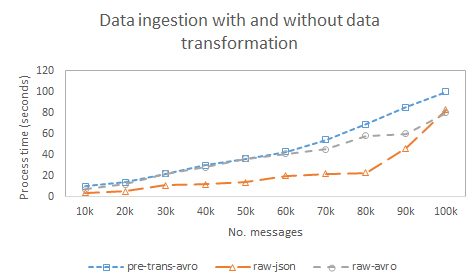 Data ingestion with and without data
transformation
Process time (seconds)
120
100
80
60
40
20
0
10k 20k 30k 40k 50k 60k 70k 80k 90k 100k
No. messages
pre-trans-avro raw-json raw-avro